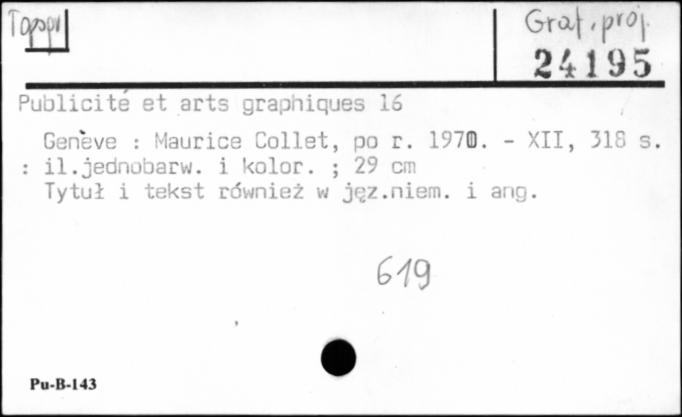 Topogr
Graf. proj.
24195
Publicité et arts graphiques 16
Genève : Maurice Collet, po r. 1970. - XII, 318 s.
: il.jednobarw. i kolor. ; 29 cm
Tytuł i tekst również w jęz.niem. i ang.
619
Pu-B-143